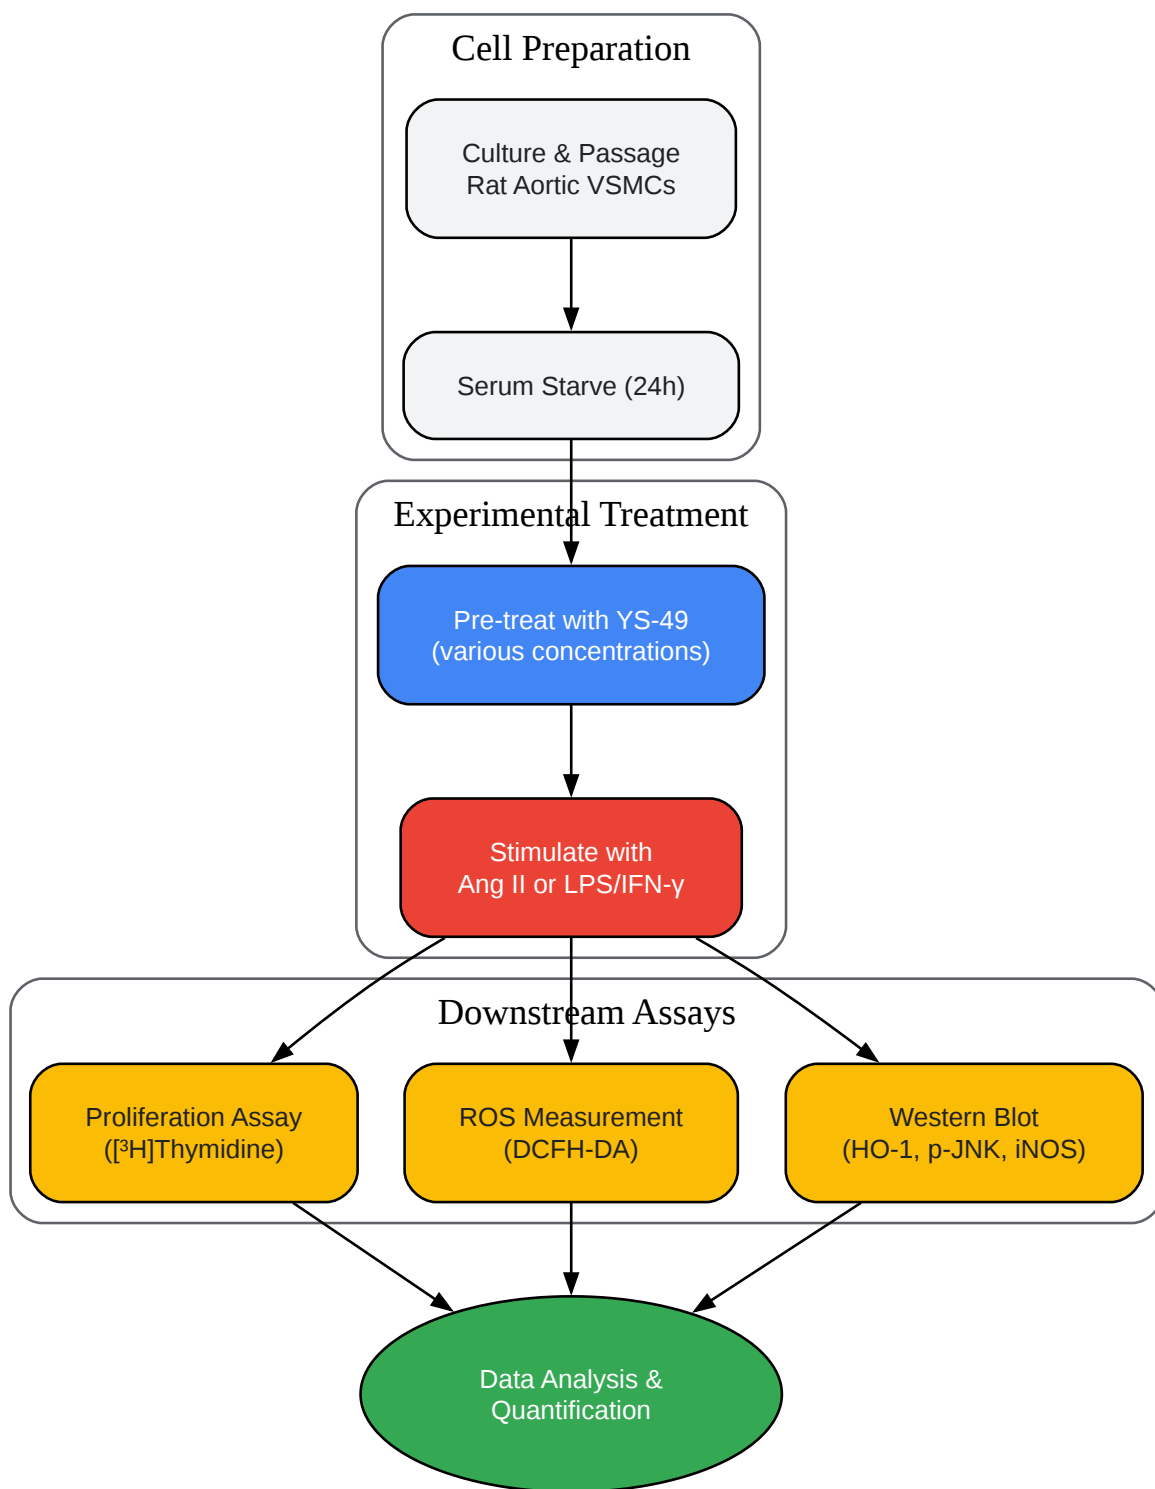 Cell Preparation
Culture & Passage
Rat Aortic VSMCs
Serum Starve (24h)
Experimental Treatment
Pre-treat with YS-49
(various concentrations)
Stimulate with
Ang II or LPS/IFN-γ
Downstream Assays
Proliferation Assay
([³H]Thymidine)
ROS Measurement
(DCFH-DA)
Western Blot
(HO-1, p-JNK, iNOS)
Data Analysis &
Quantification